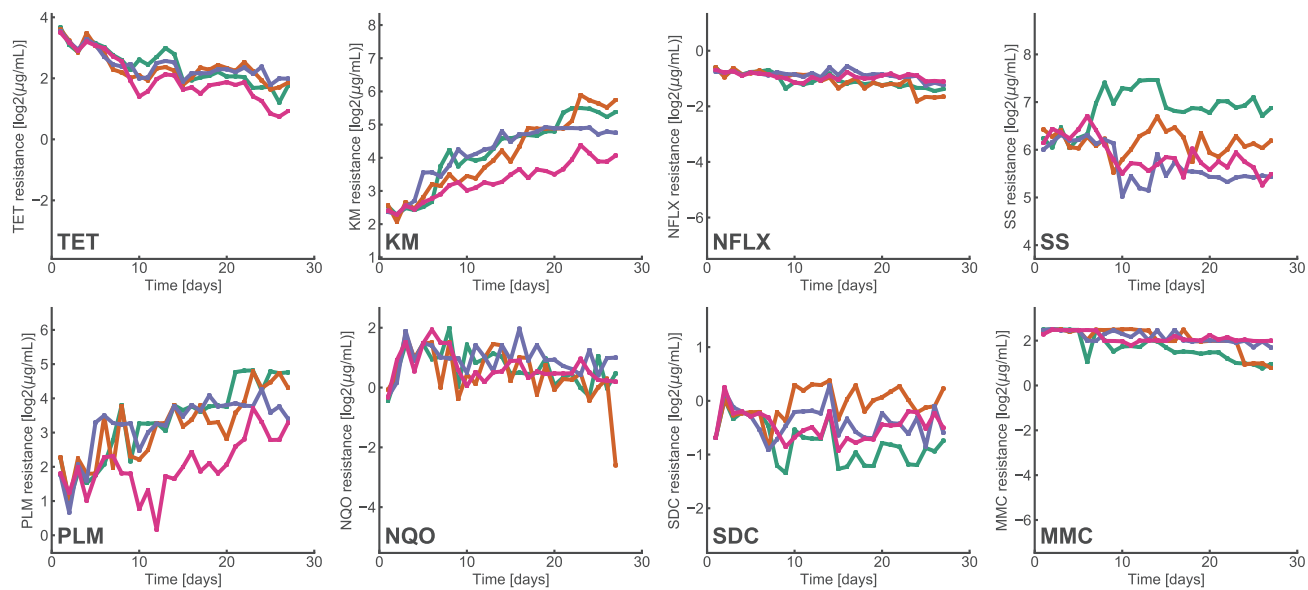 TET resistance [log2(µg/mL)]
4
2
0
−2
TET
0 10 20 30
Time [days]
KM resistance [log2(µg/mL)]
8
7
6
5
4
3
2
1
KM
0 10 20 30
Time [days]
NFLX resistance [log2(µg/mL)]
0
−2
−4
−6
NFLX
0 10 20 30
Time [days]
SS resistance [log2(µg/mL)]
8
7
6
5
4
SS
0 10 20 30
Time [days]
PLM resistance [log2(µg/mL)]
6
5
4
3
2
1
0
PLM
0 10 20 30
Time [days]
NQO resistance [log2(µg/mL)]
2
0
−2
−4
NQO
0 10 20 30
Time [days]
SDC resistance [log2(µg/mL)]
1
0
−1
−2
SDC
0 10 20 30
Time [days]
MMC resistance [log2(µg/mL)]
2
0
−2
−4
−6
MMC
0 10 20 30
Time [days]